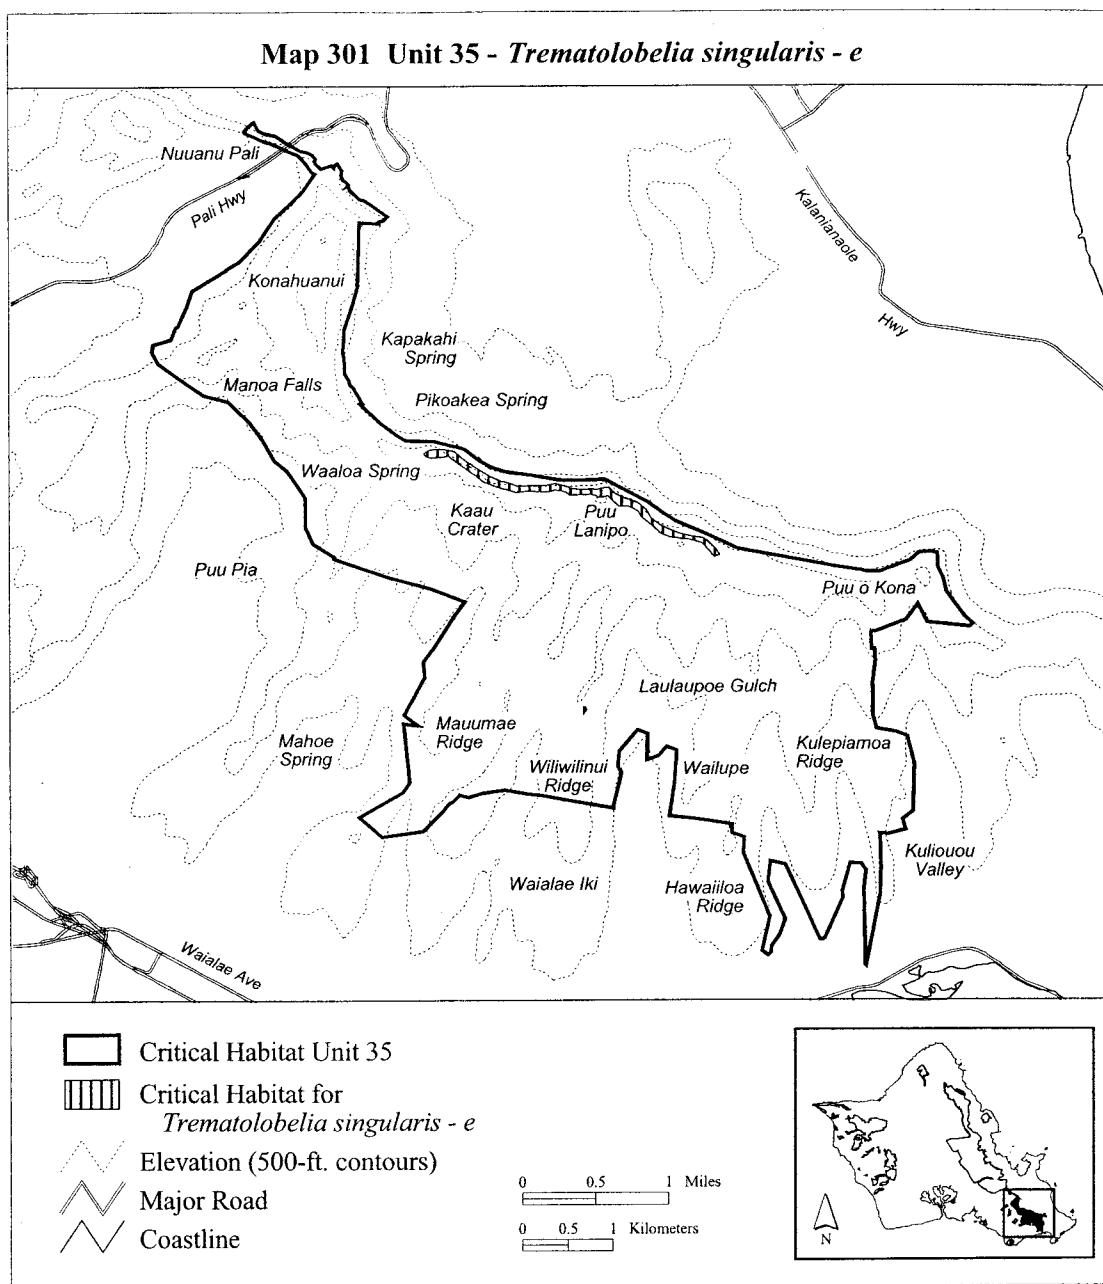 Map 301 Unit 35 - Trematolobelia singularis - e
Nuuanu Pali
Pali Hwy
Kalanianaole
Hwy
Konahuanui
Kapakahi
Spring
Manoa Falls
Pikoakea Spring
Waaloa Spring
Kaau
Crater
Puu
Lanipo
Puu Pia
Puu o Kona
Laulaupoe Gulch
Mahoe
Spring
Mauumae
Ridge
Wiliwilinui
Ridge
Wailupe
Kulepiamoa
Ridge
Kuliouou
Valley
Waialae Iki
Hawaiiloa
Ridge
Waialae Ave
Critical Habitat Unit 35
Critical Habitat for
Trematolobelia singularis - e
Elevation (500-ft. contours)
Major Road
Coastline
0 0.5 1 Miles
0 0.5 1 Kilometers
N